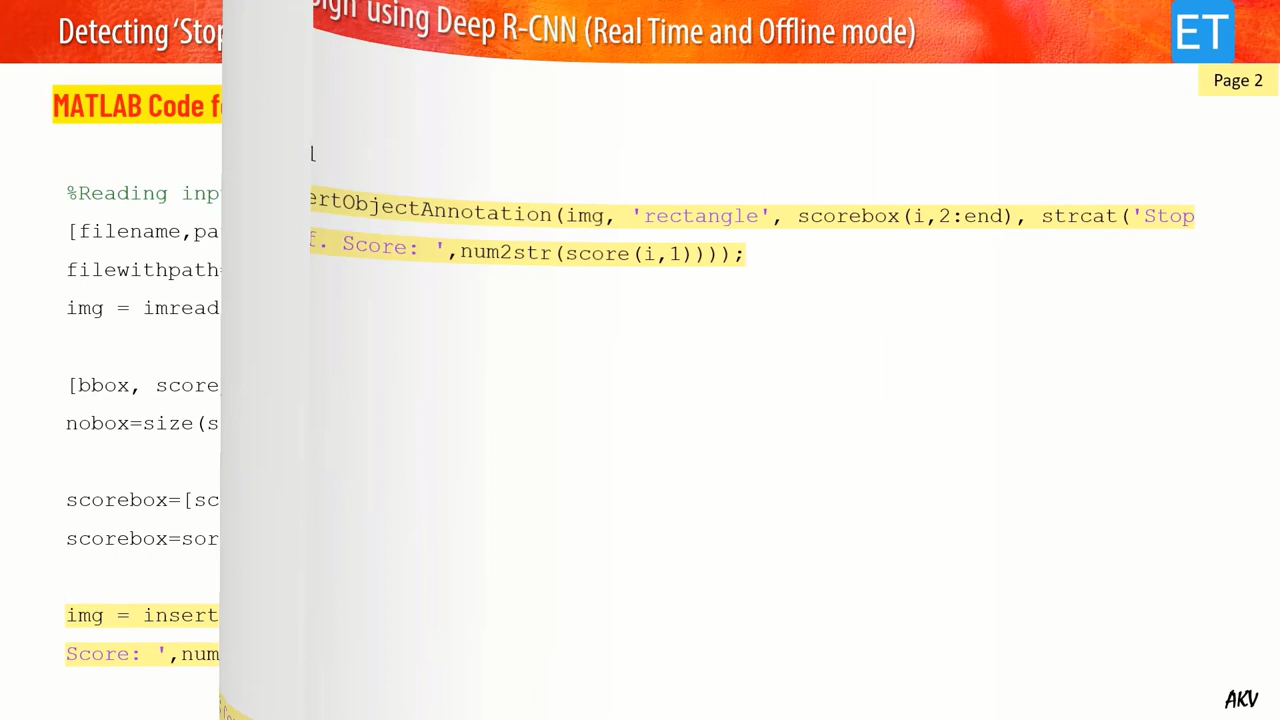 Detecting 'Stop sign' using Deep R-CNN (Real Time and Offline mode)
ET
Page 2
MATLAB Code f
%Reading inp
[filename,pa
filewithpath=
img = imread
[bbox, score
nobox=size(s
scorebox=[sc
scorebox=sor
img = insert
Score: ',num
l
ertObjectAnnotation(img, 'rectangle', scorebox(i,2:end), strcat('Stop
f. Score: ',num2str(score(i,1))));
AKV